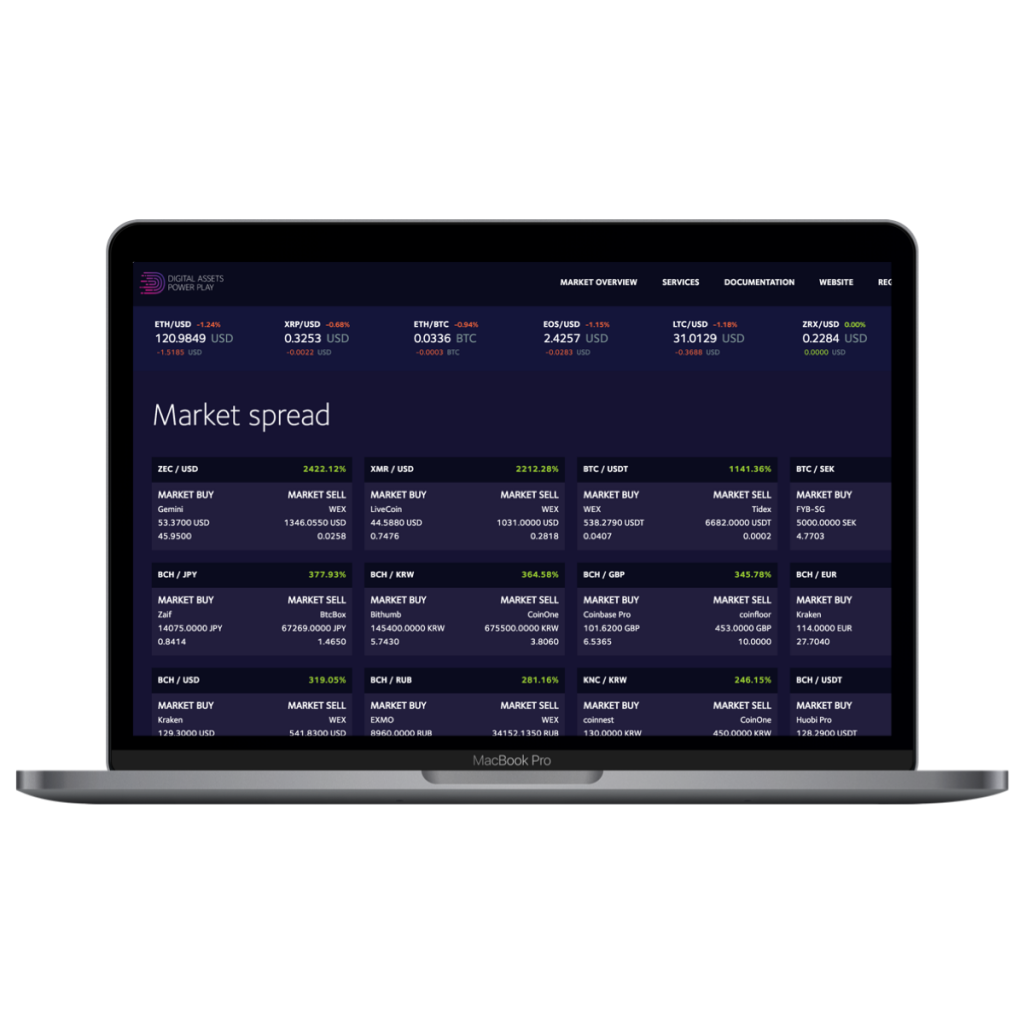 DIGITAL ASSETS
POWER PLAY
MARKET OVERVIEW SERVICES DOCUMENTATION WEBSITE REC
ETH/USD -1.24% XRP/USD -0.68% ETH/BTC -0.94% EOS/USD -1.15% LTC/USD -1.18% ZRX/USD 0.00%
120.9849 USD 0.3253 USD 0.0336 BTC 2.4257 USD 31.0129 USD 0.2284 USD
-1.5185 USD -0.0022 USD -0.0003 BTC -0.0283 USD -0.3688 USD 0.0000 USD
Market spread
ZEC / USD 2422.12% XMR / USD 2212.28% BTC / USDT 1141.36% BTC / SEK
MARKET BUY MARKET SELL MARKET BUY MARKET SELL MARKET BUY MARKET SELL MARKET BUY
Gemini WEX LiveCoin WEX WEX Tidex FYB-SG
53.3700 USD 1346.0550 USD 44.5880 USD 1031.0000 USD 538.2790 USDT 6682.0000 USDT 5000.0000 SEK
45.9500 0.0258 0.7476 0.2818 0.0407 0.0002 4.7703
BCH / JPY 377.93% BCH / KRW 364.58% BCH / GBP 345.78% BCH / EUR
MARKET BUY MARKET SELL MARKET BUY MARKET SELL MARKET BUY MARKET SELL MARKET BUY
Zaif BtcBox Bithumb CoinOne Coinbase Pro coinfloor Kraken
14075.0000 JPY 67269.0000 JPY 145400.0000 KRW 675500.0000 KRW 101.6200 GBP 453.0000 GBP 114.0000 EUR
0.8414 1.4650 5.7430 3.8060 6.5365 10.0000 27.7040
BCH / USD 319.05% BCH / RUB 281.16% KNC / KRW 246.15% BCH / USDT
MARKET BUY MARKET SELL MARKET BUY MARKET SELL MARKET BUY MARKET SELL MARKET BUY
Kraken WEX EXMO WEX coinnest CoinOne Huobi Pro
129.3000 USD 541.8300 USD 8960.0000 RUB 34152.1350 RUB 130.0000 KRW 450.0000 KRW 128.2900 USDT
MacBook Pro